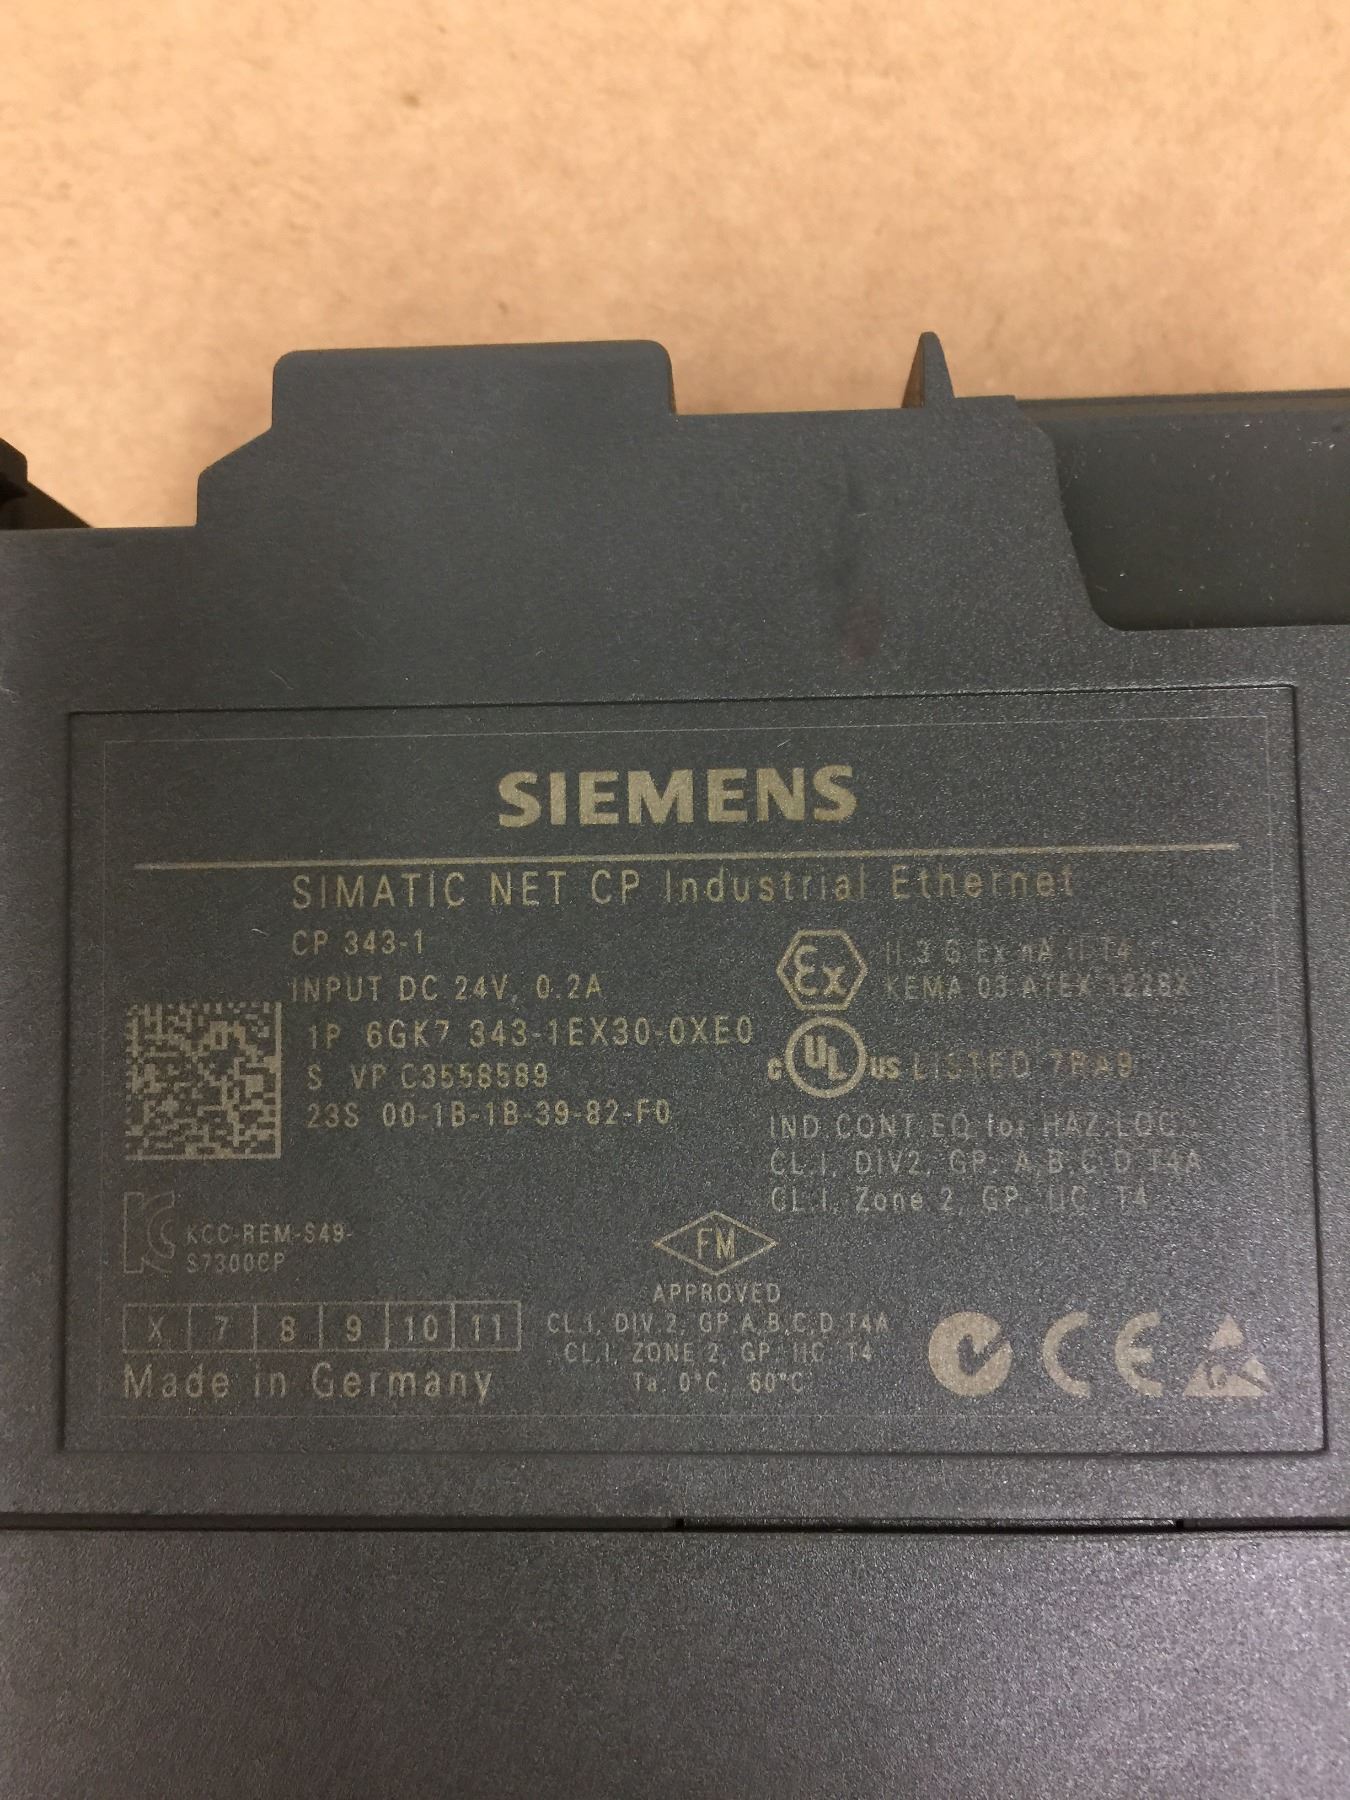 SIEMENS
SIMATIC NET CP Industrial Ethernet
CP 343-1
INPUT DC 24V, 0.2A
1P 6GK7 343-1EX30-0XE0
S VP C3558589
23S 00-1B-1B-39-82-F0
Ex II 3 G Ex nA II T4
KEMA 03 ATEX 1228X
C UL US LISTED 7RA9
IND CONT EQ for HAZ.LOC.:
CL.I, DIV2, GP. A,B,C,D T4A
CL.I, Zone 2, GP. IIC T4
KCC-REM-S49-
S7300CP
FM
APPROVED
CL.I, DIV.2, GP.A,B,C,D T4A
CL.I, ZONE 2, GP. IIC T4
Ta: 0°C, 60°C
X 7 8 9 10 11
Made in Germany
CE